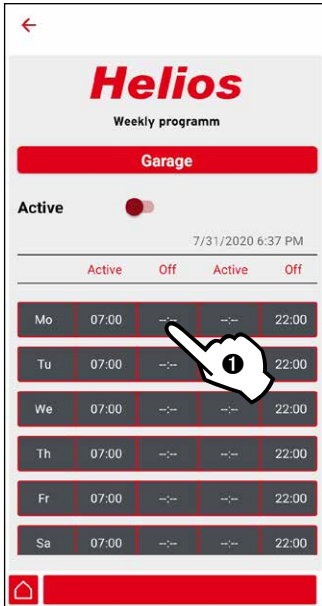 Helios
Weekly programm
Garage
Active
7/31/2020 6:37 PM
Active Off Active Off
Mo 07:00 --:-- --:-- 22:00
Tu 07:00 --:-- 22:00
We 07:00 --:-- --:-- 22:00
Th 07:00 --:-- --:-- 22:00
Fr 07:00 --:-- --:-- 22:00
Sa 07:00 --:-- --:-- 22:00
1